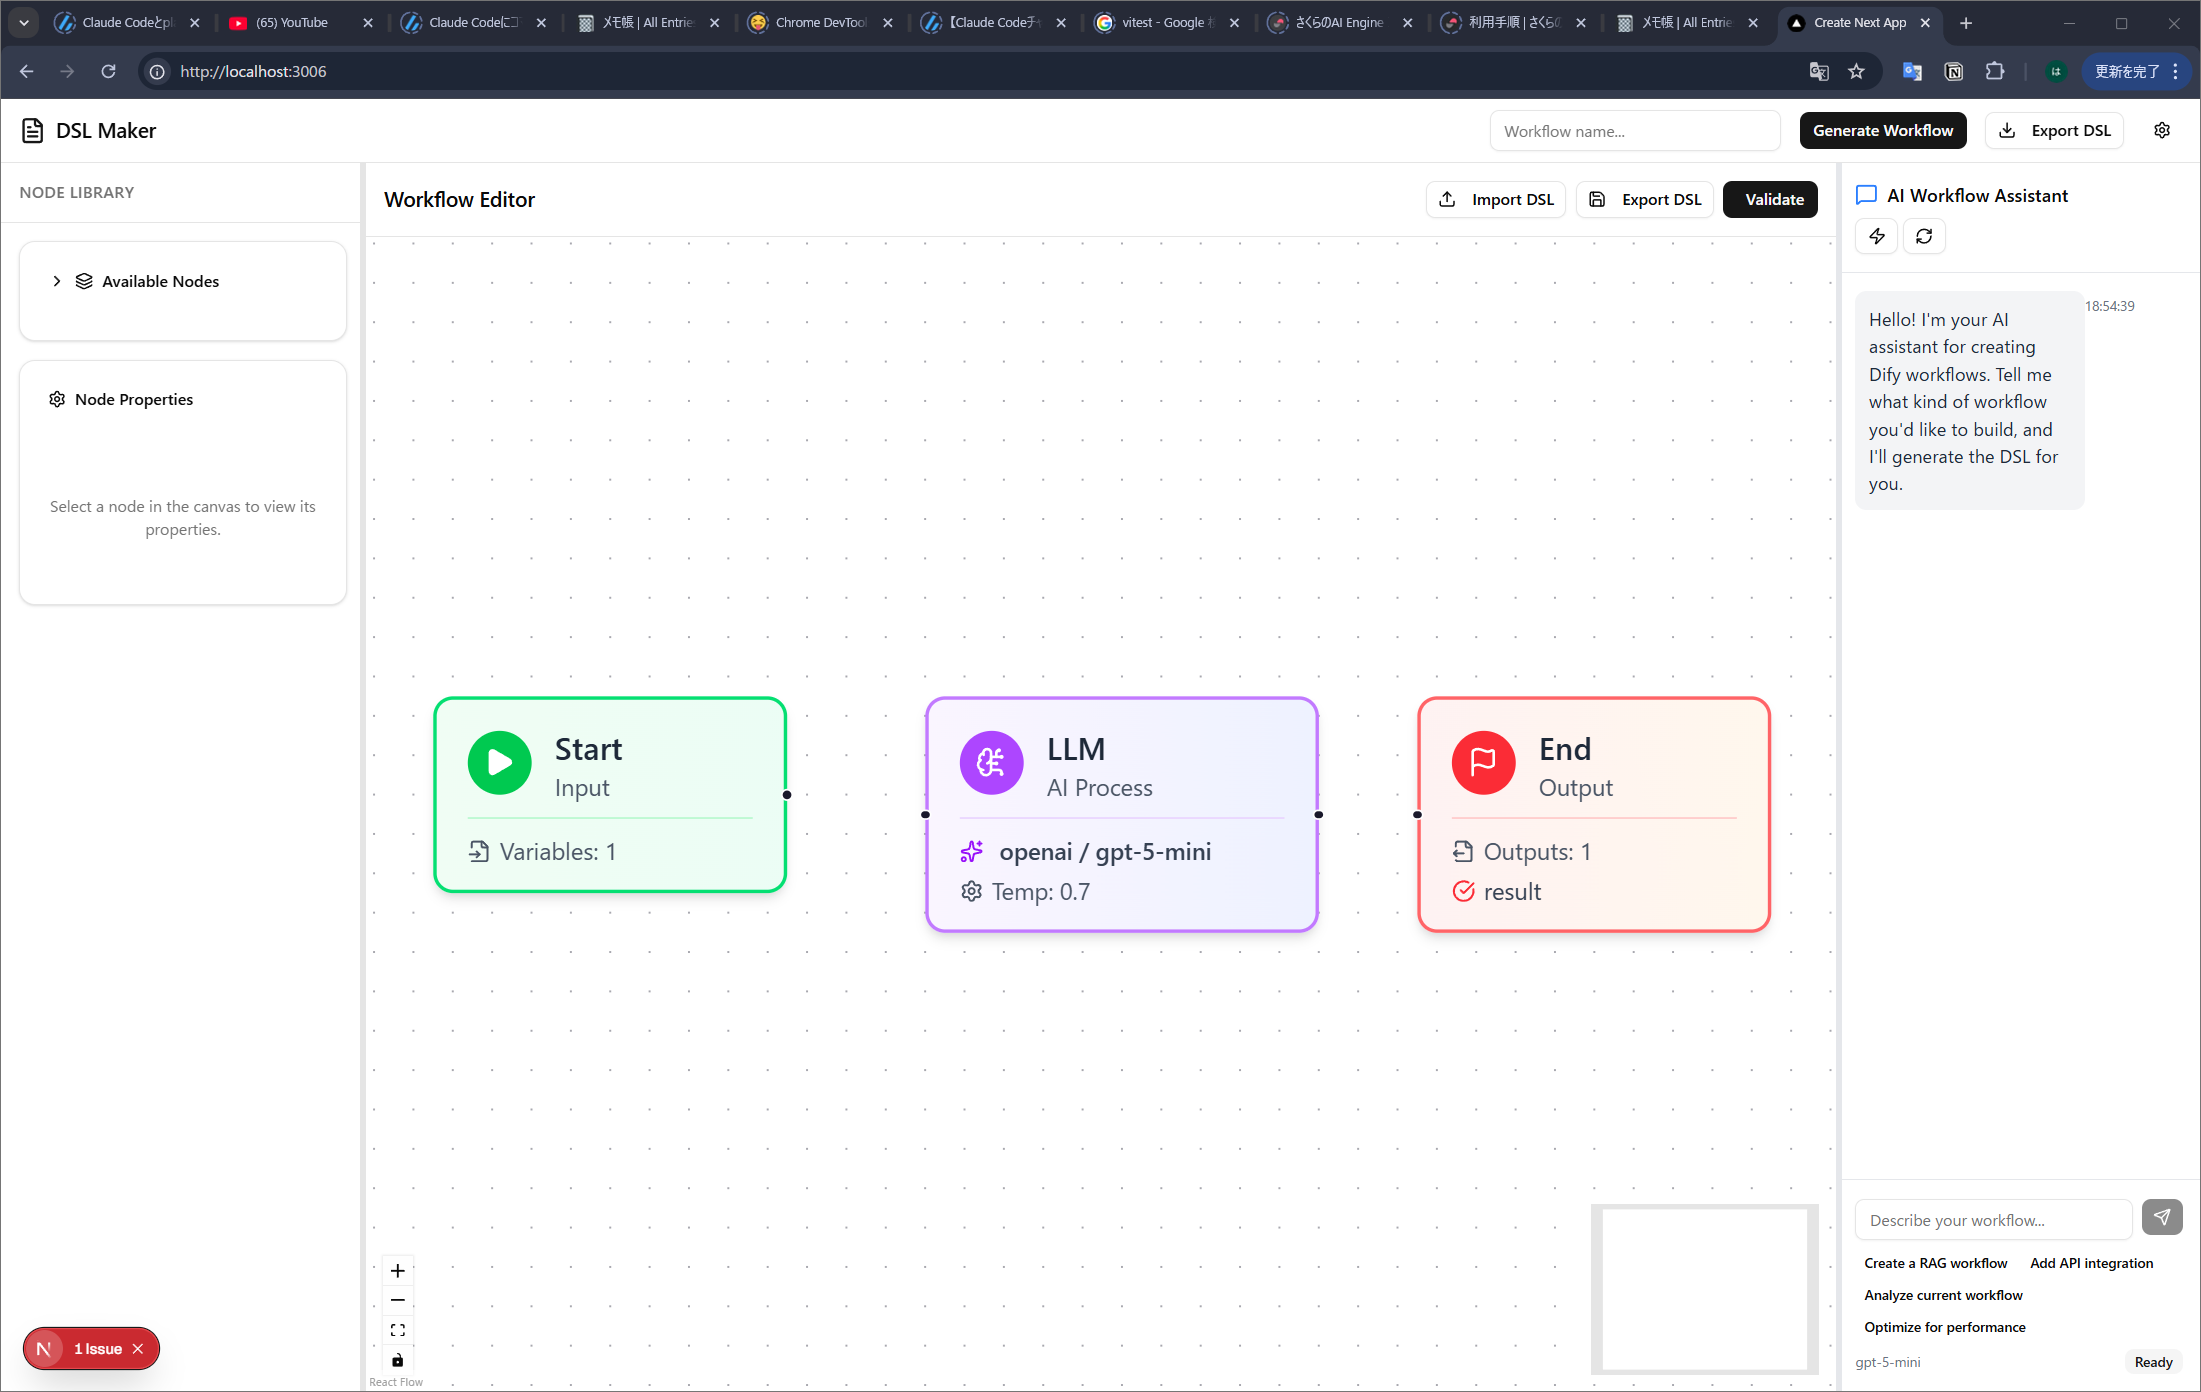 Claude Codeとpl
(65) YouTube
Claude Codeにコ
メモ帳 | All Entrie
Chrome DevTool
【Claude Codeチャ
vitest - Google 検
さくらのAI Engine
利用手順 | さくらの
メモ帳 | All Entrie
Create Next App
http://localhost:3006
は
更新を完了
DSL Maker
Workflow name...
Generate Workflow
Export DSL
NODE LIBRARY
Available Nodes
Node Properties
Select a node in the canvas to view its
properties.
Workflow Editor
Import DSL
Export DSL
Validate
Start
Input
Variables: 1
LLM
AI Process
openai / gpt-5-mini
Temp: 0.7
End
Output
Outputs: 1
result
React Flow
N 1 Issue
AI Workflow Assistant
18:54:39
Hello! I'm your AI
assistant for creating
Dify workflows. Tell me
what kind of workflow
you'd like to build, and
I'll generate the DSL for
you.
Describe your workflow...
Create a RAG workflow
Add API integration
Analyze current workflow
Optimize for performance
gpt-5-mini
Ready